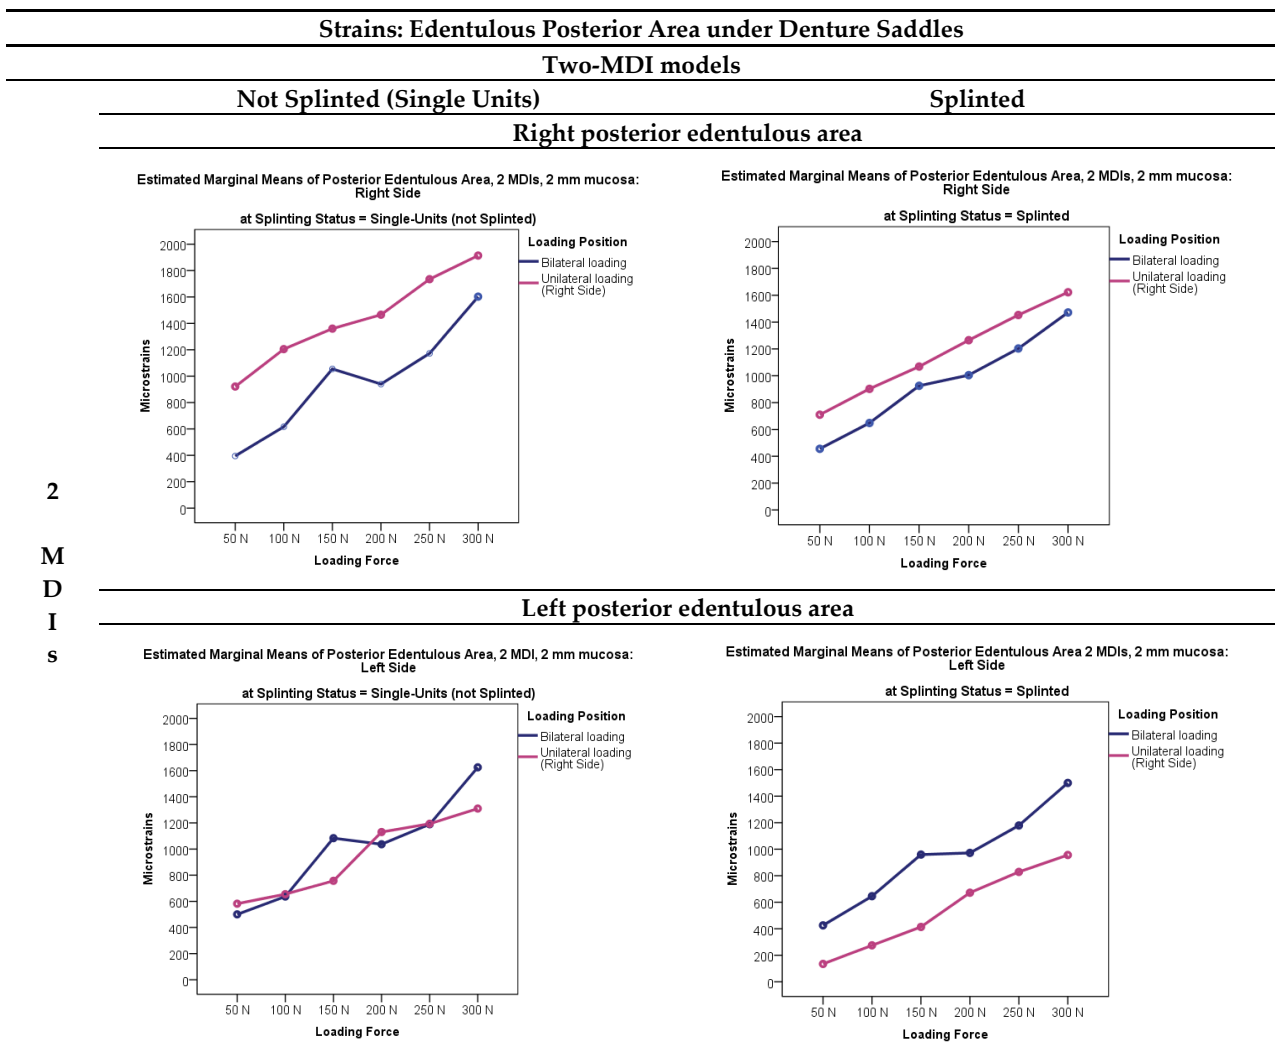 Strains: Edentulous Posterior Area under Denture Saddles
Two-MDI models
Not Splinted (Single Units)
Splinted
Right posterior edentulous area
2
M
D
I
s
Estimated Marginal Means of Posterior Edentulous Area, 2 MDIs, 2 mm mucosa:
Right Side
at Splinting Status = Single-Units (not Splinted)
Loading Position
Bilateral loading
Unilateral loading
(Right Side)
Microstrains
2000
1800
1600
1400
1200
1000
800
600
400
200
0
50 N 100 N 150 N 200 N 250 N 300 N
Loading Force
Estimated Marginal Means of Posterior Edentulous Area, 2 MDIs, 2 mm mucosa:
Right Side
at Splinting Status = Splinted
Loading Position
Bilateral loading
Unilateral loading
(Right Side)
Microstrains
2000
1800
1600
1400
1200
1000
800
600
400
200
0
50 N 100 N 150 N 200 N 250 N 300 N
Loading Force
Left posterior edentulous area
Estimated Marginal Means of Posterior Edentulous Area, 2 MDI, 2 mm mucosa:
Left Side
at Splinting Status = Single-Units (not Splinted)
Loading Position
Bilateral loading
Unilateral loading
(Right Side)
Microstrains
2000
1800
1600
1400
1200
1000
800
600
400
200
0
50 N 100 N 150 N 200 N 250 N 300 N
Loading Force
Estimated Marginal Means of Posterior Edentulous Area 2 MDIs, 2 mm mucosa:
Left Side
at Splinting Status = Splinted
Loading Position
Bilateral loading
Unilateral loading
(Right Side)
Microstrains
2000
1800
1600
1400
1200
1000
800
600
400
200
0
50 N 100 N 150 N 200 N 250 N 300 N
Loading Force